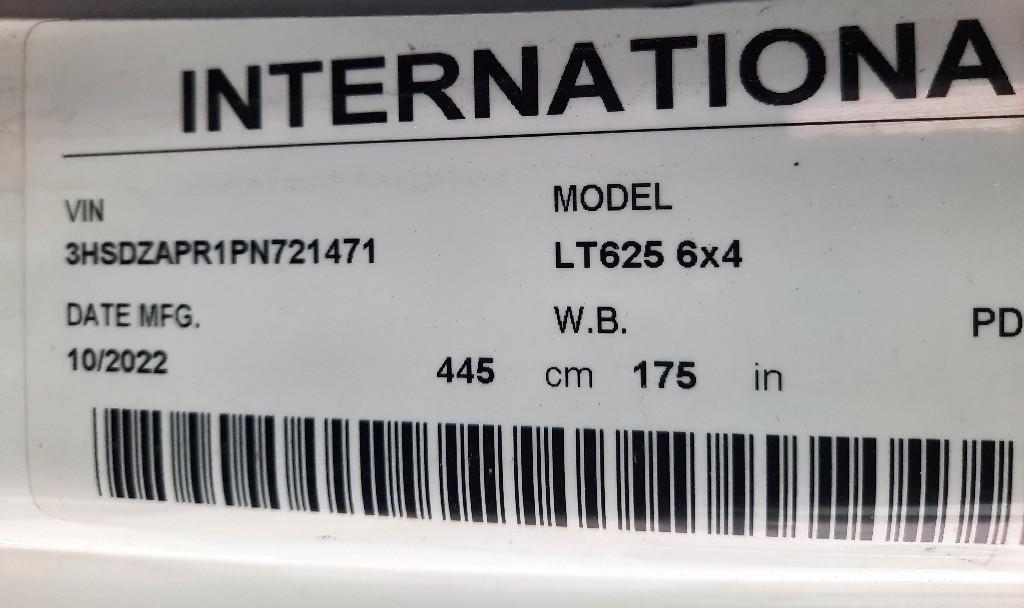 INTERNATIONA
VIN MODEL
3HSDZAPR1PN721471 LT625 6x4
DATE MFG. W.B. PD
10/2022 445 cm 175 in